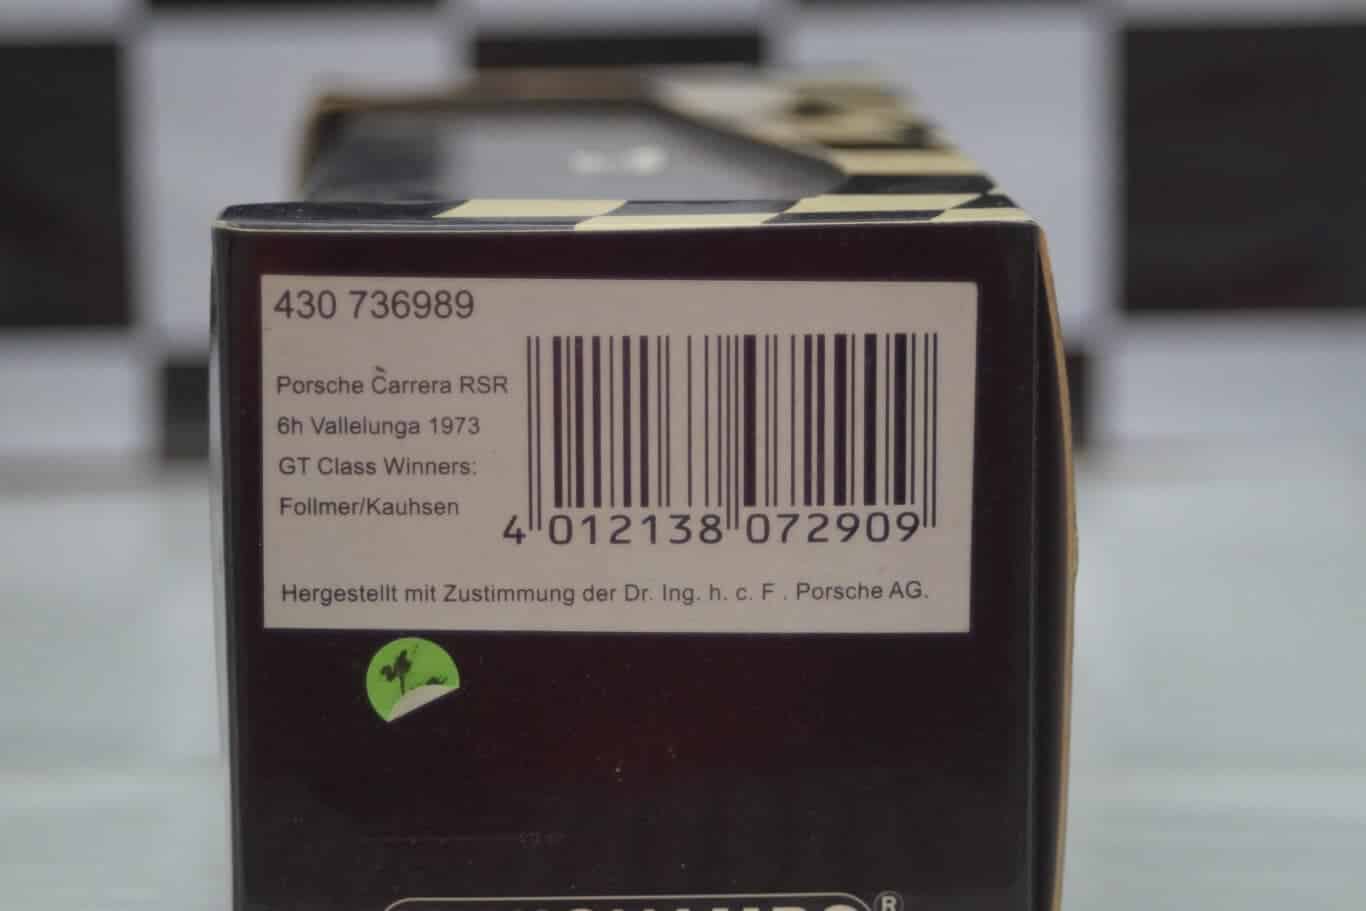 430 736989
Porsche Carrera RSR
6h Vallelunga 1973
GT Class Winners:
Follmer/Kauhsen
4 012138 072909
Hergestellt mit Zustimmung der Dr. Ing. h. c. F . Porsche AG.
®